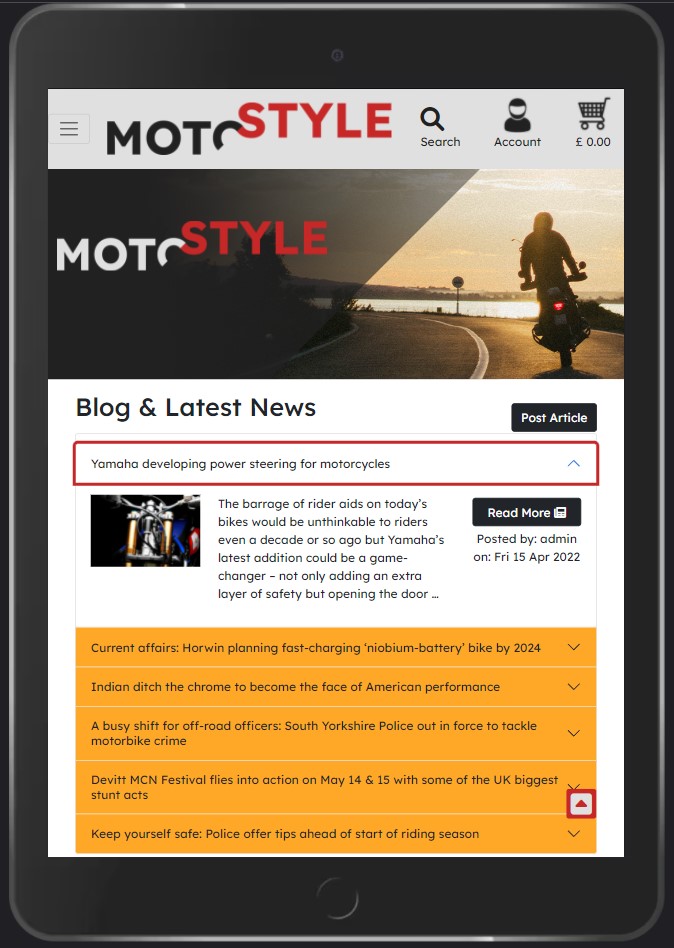 MOTOSTYLE
Search
Account
£ 0.00
MOTOSTYLE
Blog & Latest News
Post Article
Yamaha developing power steering for motorcycles
The barrage of rider aids on today’s
bikes would be unthinkable to riders
even a decade or so ago but Yamaha’s
latest addition could be a game-
changer – not only adding an extra
layer of safety but opening the door ...
Read More
Posted by: admin
on: Fri 15 Apr 2022
Current affairs: Horwin planning fast-charging ‘niobium-battery’ bike by 2024
Indian ditch the chrome to become the face of American performance
A busy shift for off-road officers: South Yorkshire Police out in force to tackle
motorbike crime
Devitt MCN Festival flies into action on May 14 & 15 with some of the UK biggest
stunt acts
Keep yourself safe: Police offer tips ahead of start of riding season